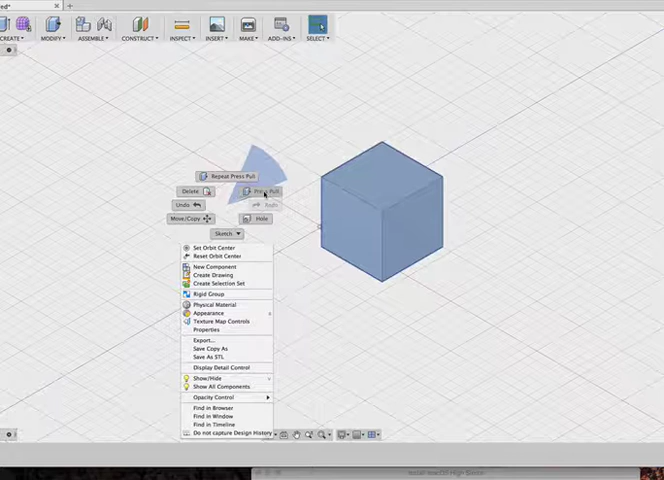 CREATE
MODIFY
ASSEMBLE
CONSTRUCT
INSPECT
INSERT
MAKE
ADD-INS
SELECT
Repeat Press Pull
Delete
Press Pull
Undo
Redo
Move/Copy
Hole
Sketch
Set Orbit Center
Reset Orbit Center
New Component
Create Drawing
Create Selection Set
Rigid Group
Physical Material
Appearance
Texture Map Controls
Properties
Export...
Save Copy As
Save As STL
Display Detail Control
Show/Hide
Show All Components
Opacity Control
Find in Browser
Find in Window
Find in Timeline
Do not capture Design History